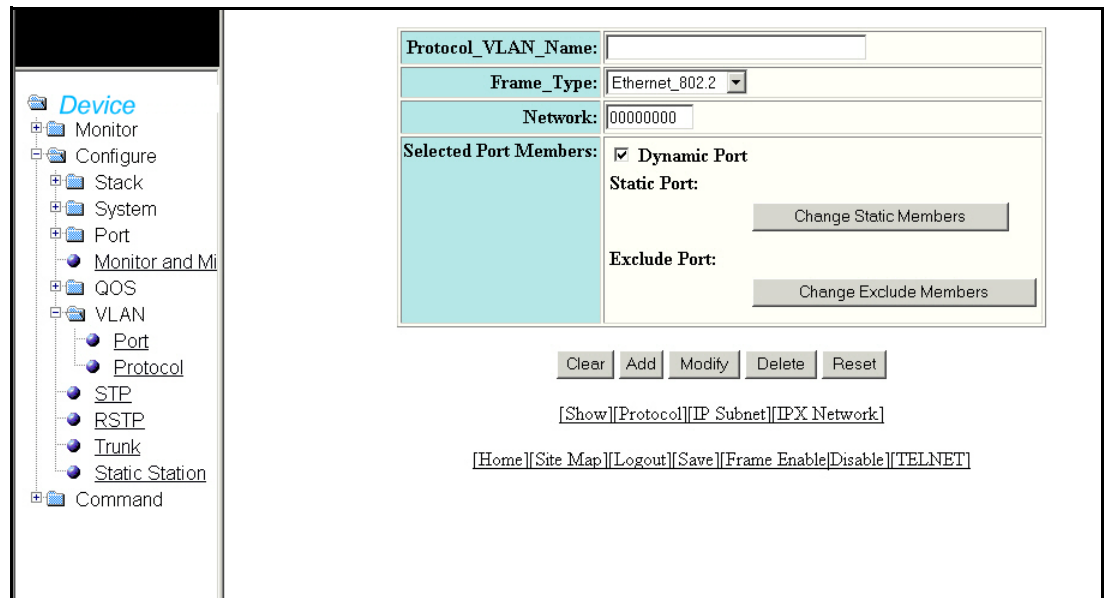 Device
Monitor
Configure
Stack
System
Port
Monitor and Mi
QOS
VLAN
Port
Protocol
STP
RSTP
Trunk
Static Station
Command
Protocol_VLAN_Name:
Frame_Type: Ethernet_802.2
Network: 00000000
Selected Port Members: Dynamic Port
Static Port:
Change Static Members
Exclude Port:
Change Exclude Members
Clear Add Modify Delete Reset
[Show][Protocol][IP Subnet][IPX Network]
[Home][Site Map][Logout][Save][Frame Enable|Disable][TELNET]